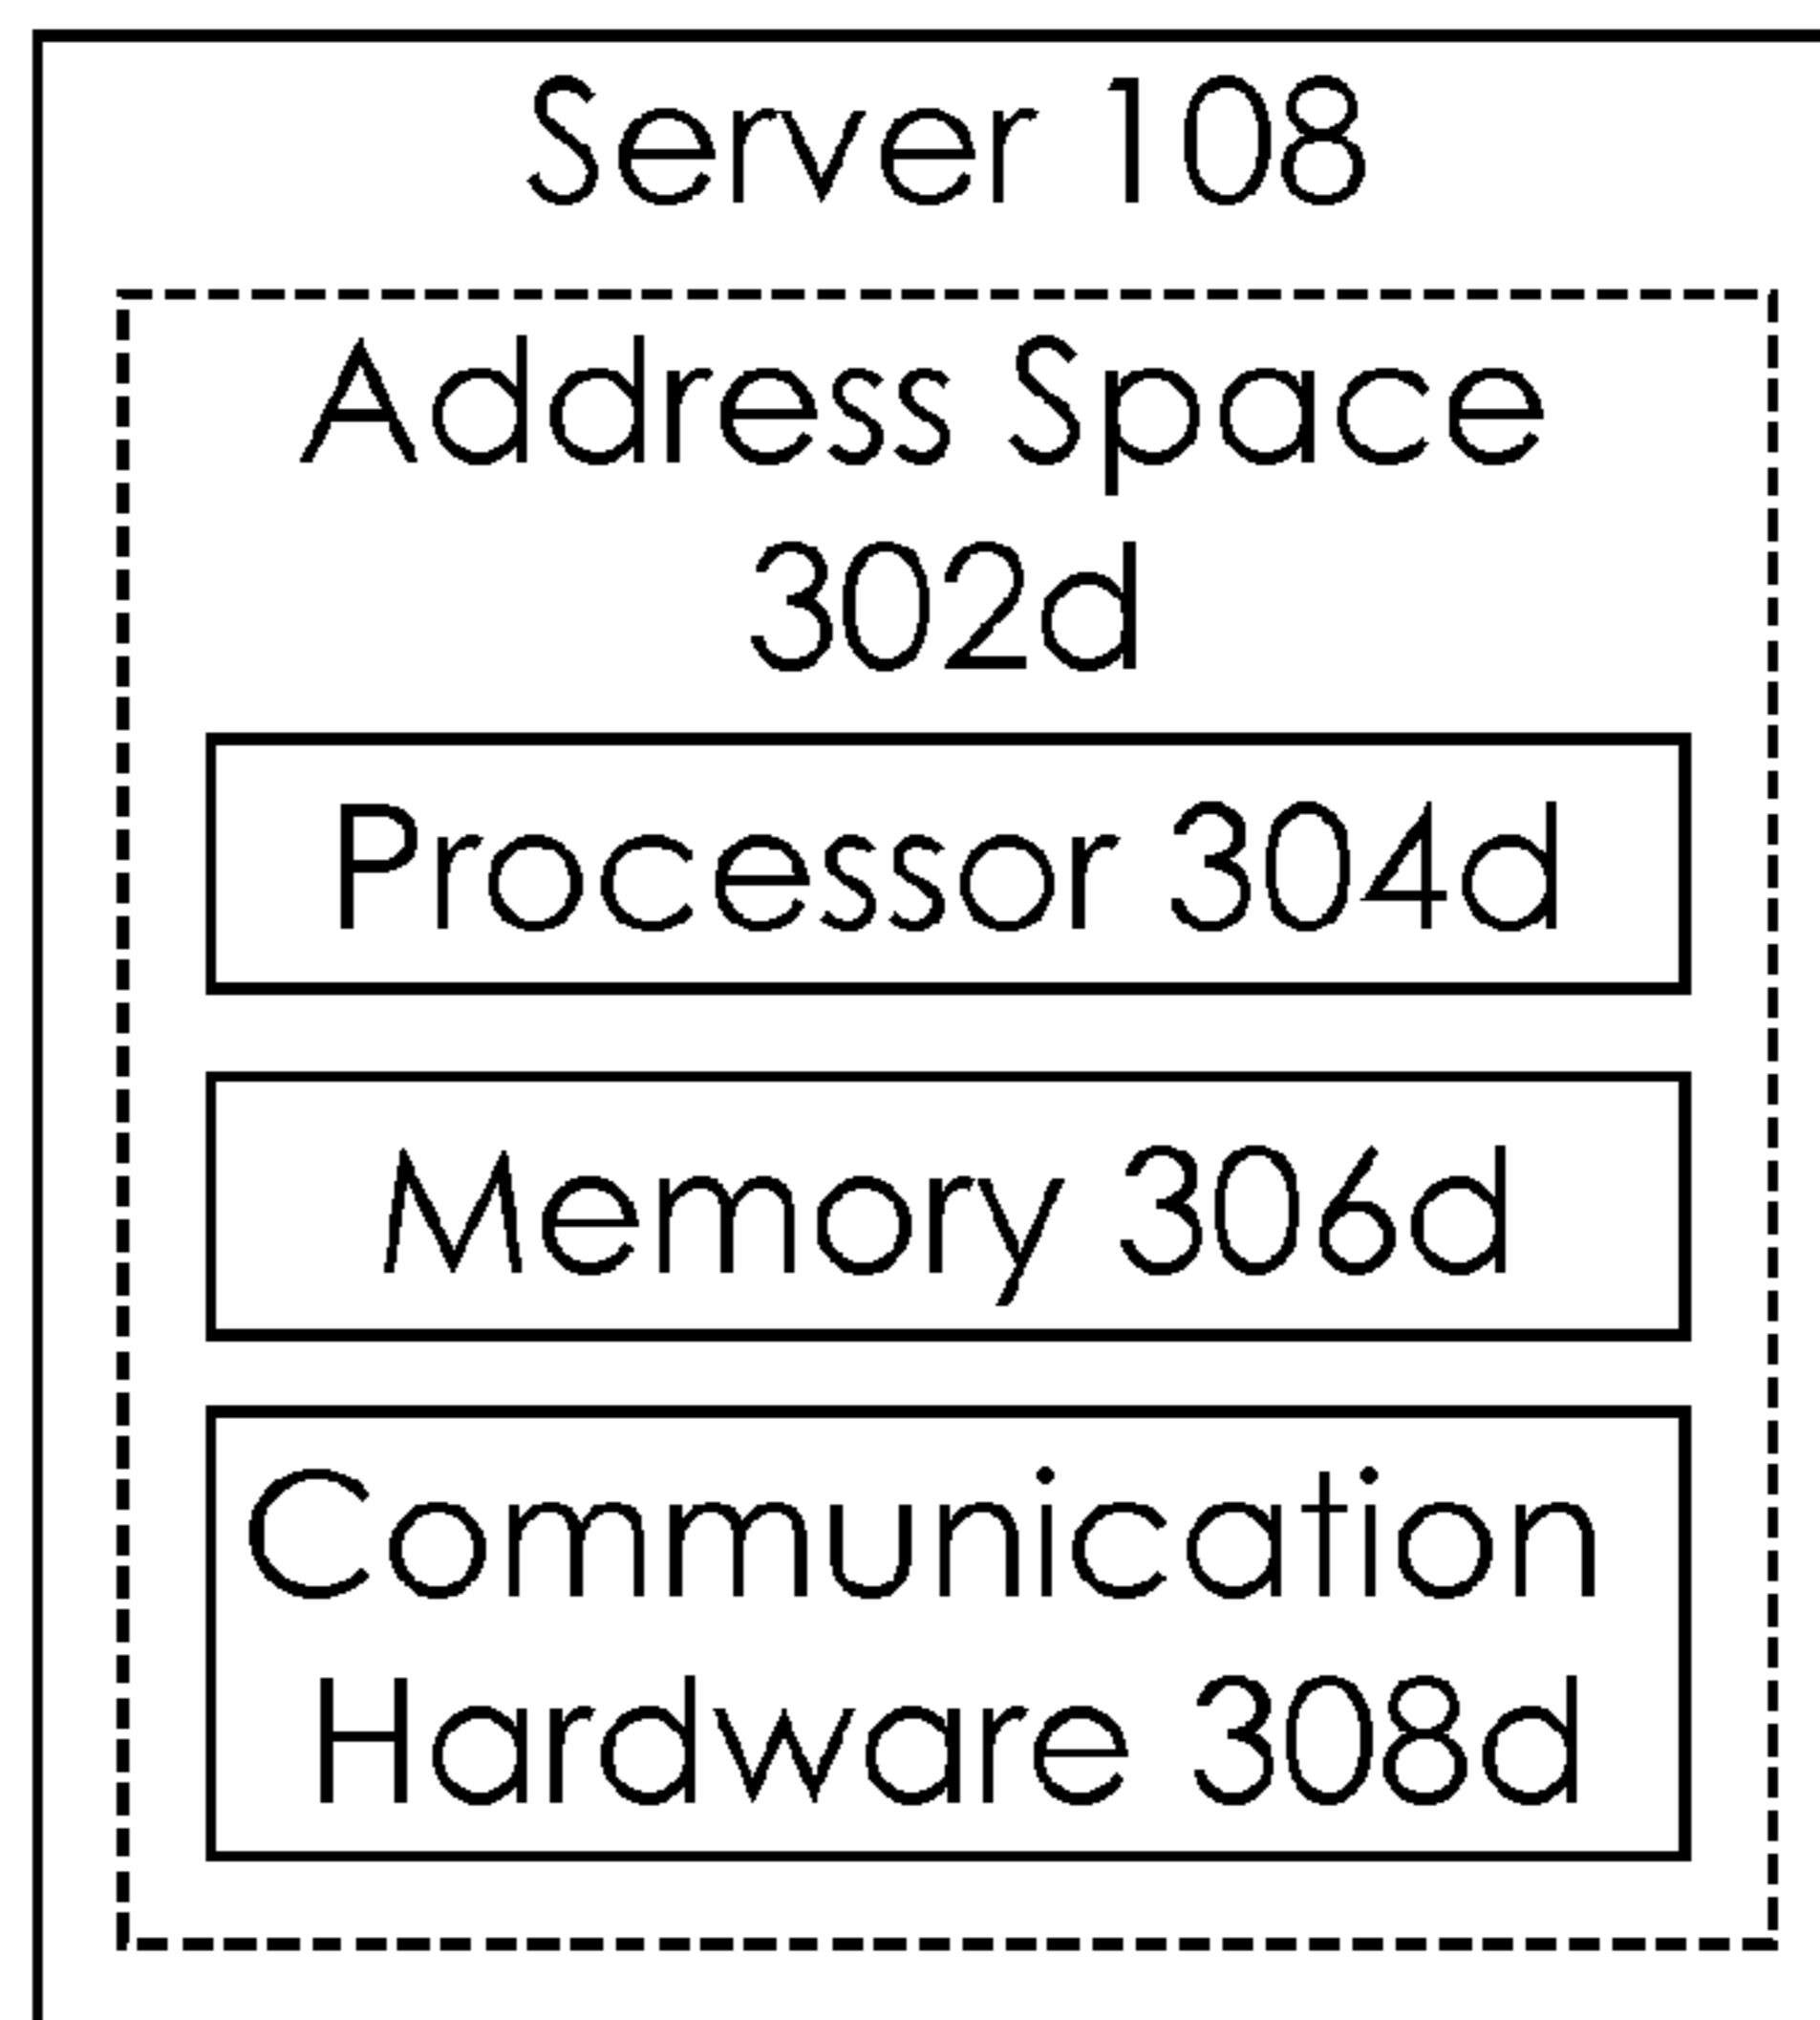 Server 108
Address Space
302d
Processor 304d
Memory 306d
Communication
Hardware 308d